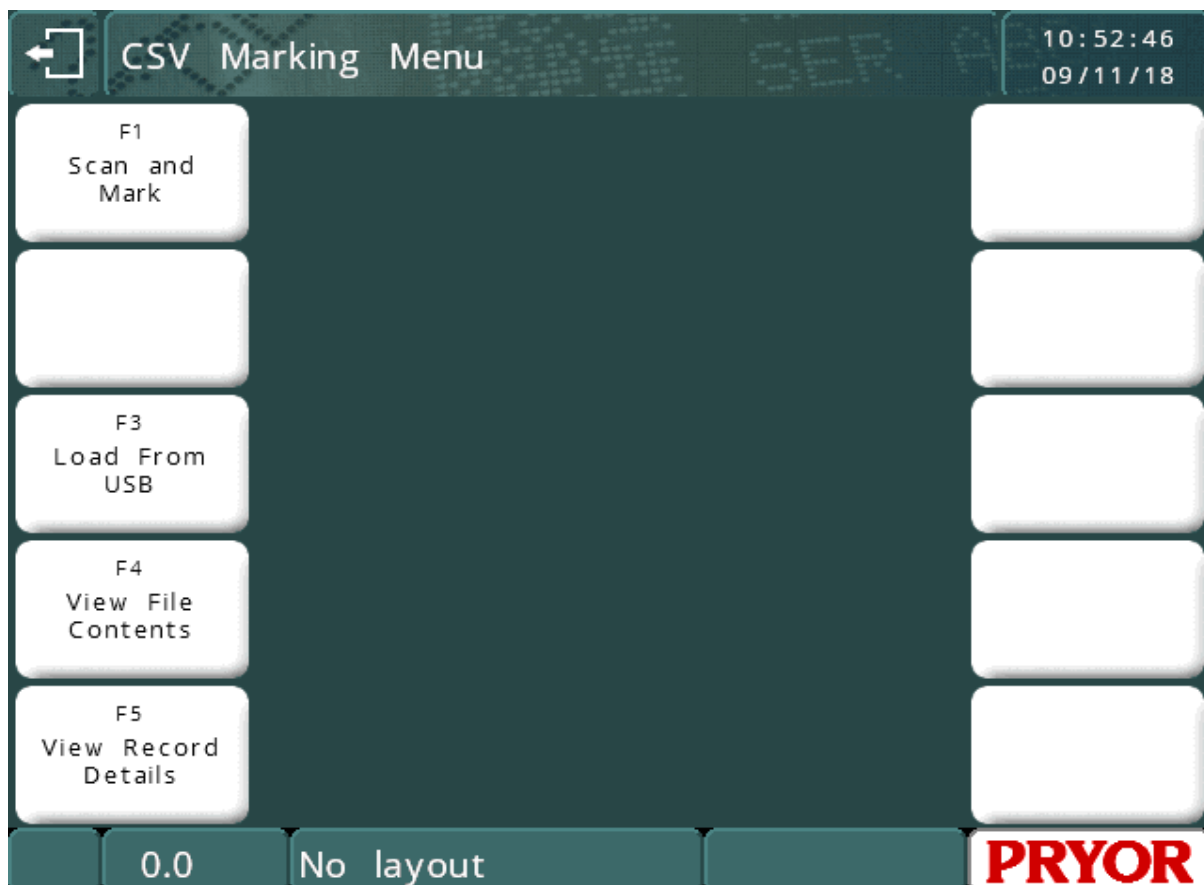 CSV Marking Menu
10:52:46
09/11/18
F1
Scan and
Mark
F3
Load From
USB
F4
View File
Contents
F5
View Record
Details
0.0
No layout
PRYOR